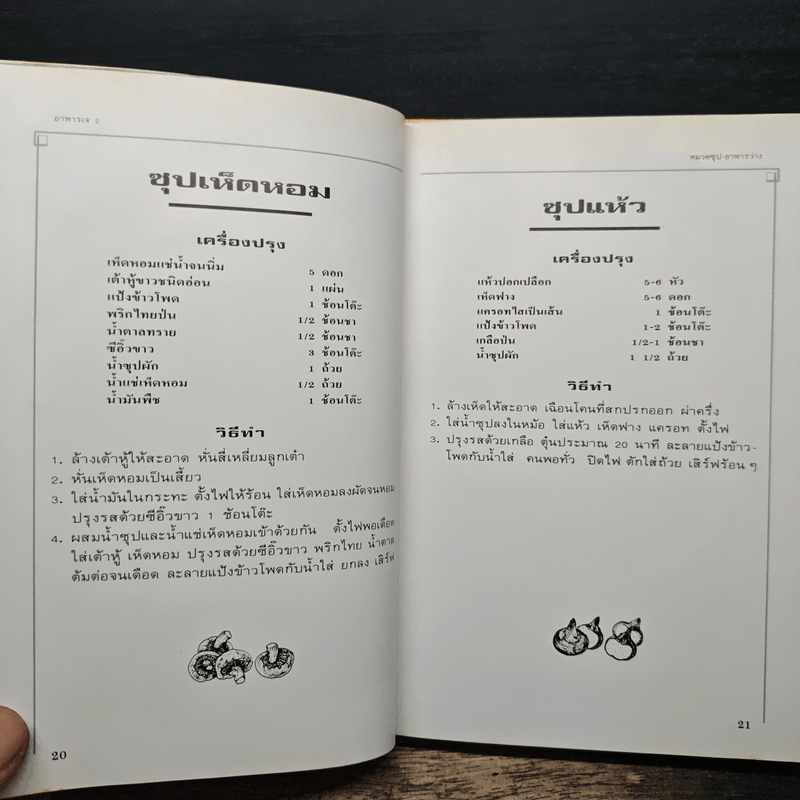 อาหารเจ 2
ซุปเห็ดหอม
เครื่องปรุง
เห็ดหอมแช่น้ำจนนิ่ม 5 ดอก
เต้าหู้ขาวชนิดอ่อน 1 แผ่น
แป้งข้าวโพด 1 ช้อนโต๊ะ
พริกไทยป่น 1/2 ช้อนชา
น้ำตาลทราย 1/2 ช้อนชา
ซีอิ๊วขาว 3 ช้อนโต๊ะ
น้ำซุปผัก 1 ถ้วย
น้ำแช่เห็ดหอม 1/2 ถ้วย
น้ำมันพืช 1 ช้อนโต๊ะ
วิธีทำ
1. ล้างเต้าหู้ให้สะอาด หั่นสี่เหลี่ยมลูกเต๋า
2. หั่นเห็ดหอมเป็นเสี้ยว
3. ใส่น้ำมันในกระทะ ตั้งไฟให้ร้อน ใส่เห็ดหอมลงผัดจนหอม
ปรุงรสด้วยซีอิ๊วขาว 1 ช้อนโต๊ะ
4. ผสมน้ำซุปและน้ำแช่เห็ดหอมเข้าด้วยกัน ตั้งไฟพอเดือด
ใส่เต้าหู้ เห็ดหอม ปรุงรสด้วยซีอิ๊วขาว พริกไทย น้ำตาล
ต้มต่อจนเดือด ละลายแป้งข้าวโพดกับน้ำใส่ ยกลง เสิร์ฟ
20
หมวดซุป-อาหารว่าง
ซุปแห้ว
เครื่องปรุง
แห้วปอกเปลือก 5-6 หัว
เห็ดฟาง 5-6 ดอก
แครอทไสเป็นเส้น 1 ช้อนโต๊ะ
แป้งข้าวโพด 1-2 ช้อนโต๊ะ
เกลือป่น 1/2-1 ช้อนชา
น้ำซุปผัก 1 1/2 ถ้วย
วิธีทำ
1. ล้างเห็ดให้สะอาด เฉือนโคนที่สกปรกออก ผ่าครึ่ง
2. ใส่น้ำซุปลงในหม้อ ใส่แห้ว เห็ดฟาง แครอท ตั้งไฟ
3. ปรุงรสด้วยเกลือ ตุ๋นประมาณ 20 นาที ละลายแป้งข้าว-
โพดกับน้ำใส่ คนพอทั่ว ปิดไฟ ตักใส่ถ้วย เสิร์ฟร้อน ๆ
21